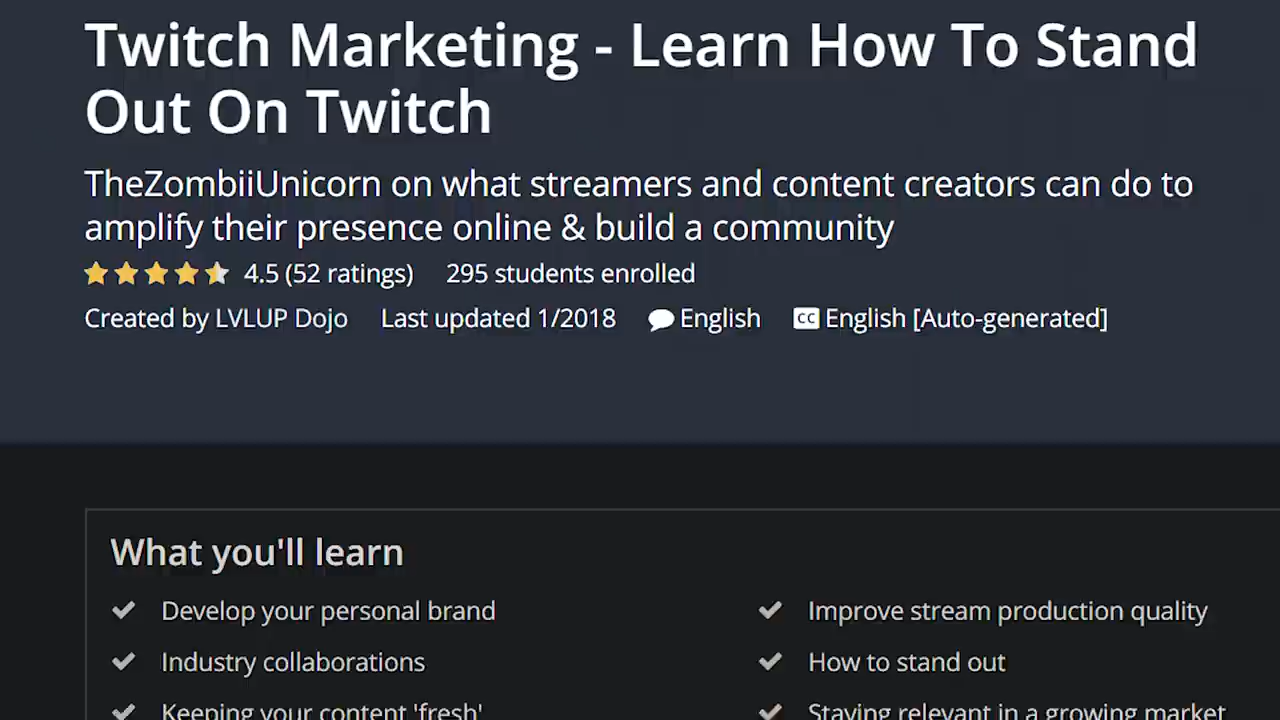 Twitch Marketing - Learn How To Stand
Out On Twitch
TheZombiiUnicorn on what streamers and content creators can do to
amplify their presence online & build a community
4.5 (52 ratings) 295 students enrolled
Created by LVLUP Dojo Last updated 1/2018 English CC English [Auto-generated]
What you'll learn
Develop your personal brand Improve stream production quality
Industry collaborations How to stand out
Keeping your content 'fresh' Staying relevant in a growing market